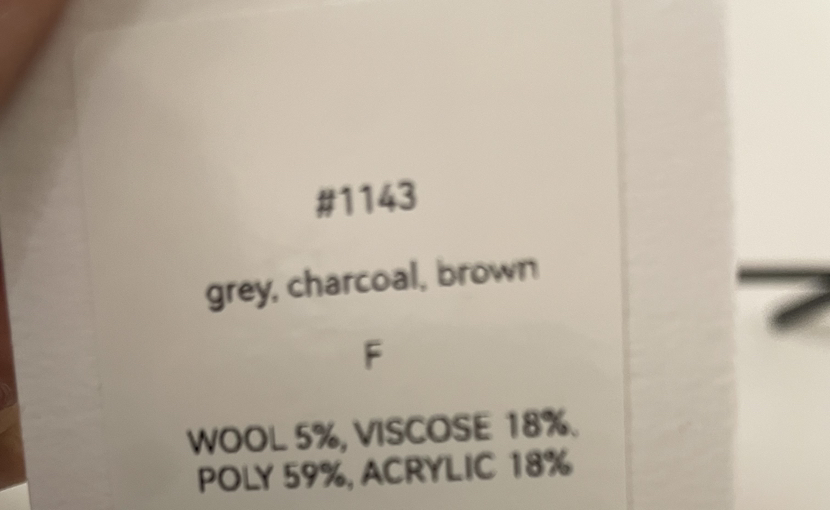 #1143
grey, charcoal, brown
F
WOOL 5%, VISCOSE 18%,
POLY 59%, ACRYLIC 18%